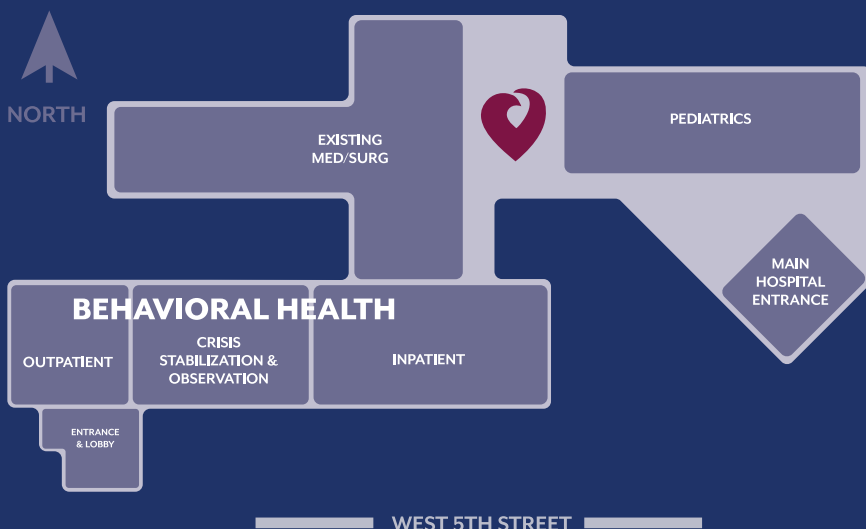 NORTH
EXISTING
MED/SURG
PEDIATRICS
MAIN
HOSPITAL
ENTRANCE
BEHAVIORAL HEALTH
OUTPATIENT
CRISIS
STABILIZATION &
OBSERVATION
INPATIENT
ENTRANCE
& LOBBY
WEST 5TH STREET